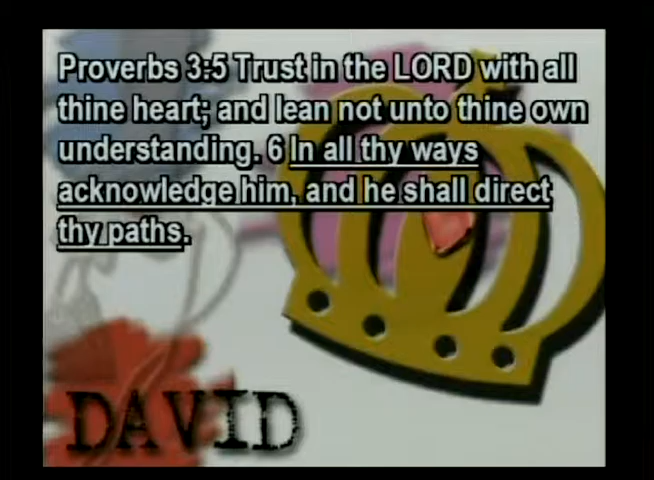 Proverbs 3:5 Trust in the LORD with all
thine heart; and lean not unto thine own
understanding. 6 In all thy ways
acknowledge him, and he shall direct
thy paths.
DAVID